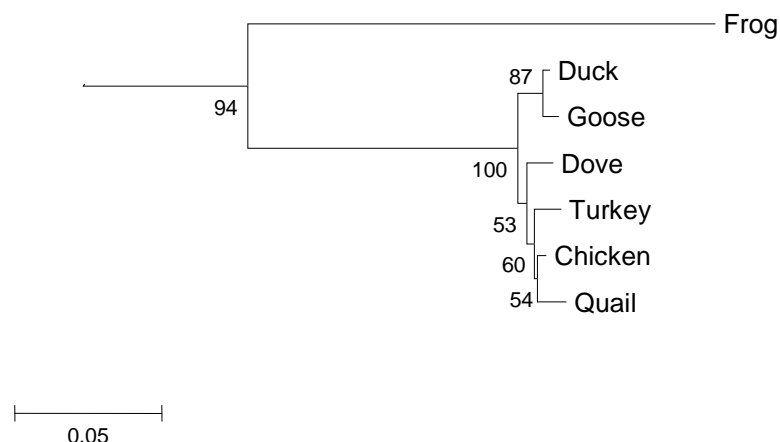 Frog
87
Duck
Goose
94
100
Dove
53
Turkey
60
Chicken
54
Quail
0.05